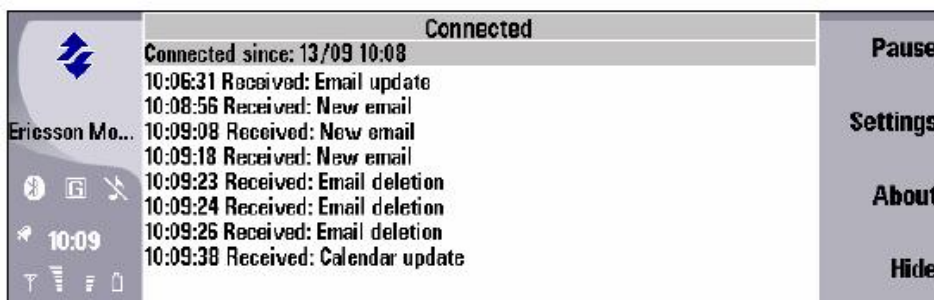 Connected
Connected since: 13/09 10:08
10:06:31 Received: Email update
10:08:56 Received: New email
10:09:08 Received: New email
10:09:18 Received: New email
10:09:23 Received: Email deletion
10:09:24 Received: Email deletion
10:09:26 Received: Email deletion
10:09:38 Received: Calendar update
Ericsson Mo...
G
10:09
Pause
Settings
About
Hide